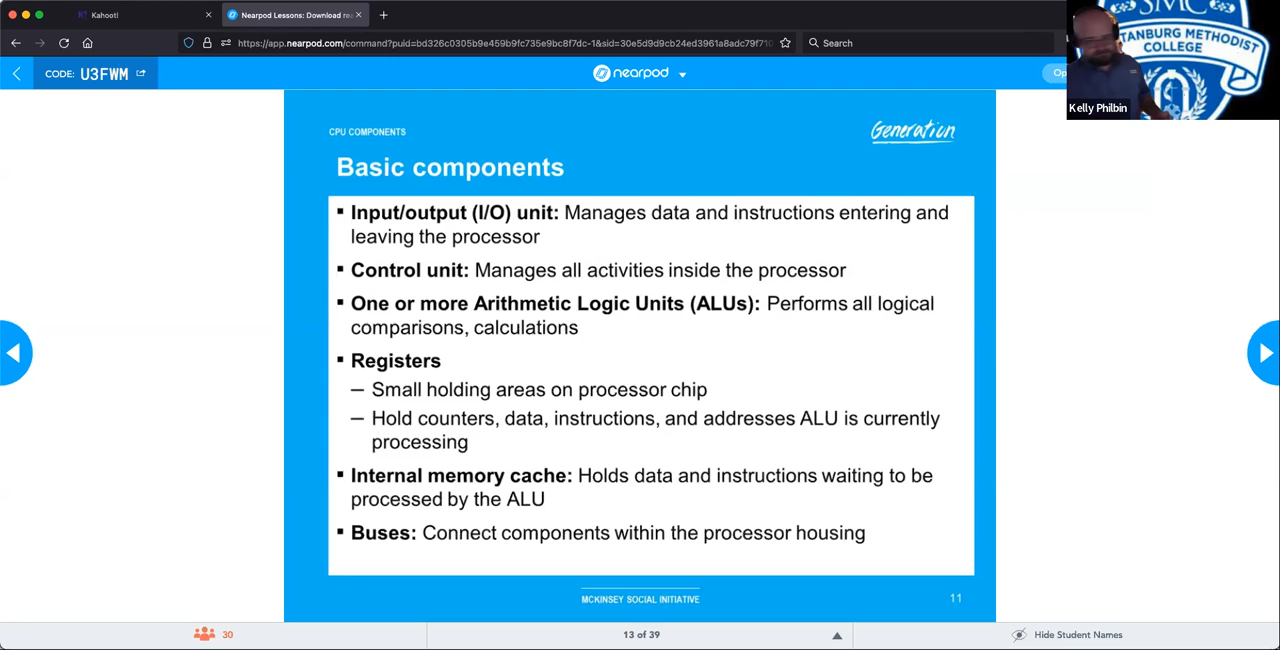 Kahoot!
Nearpod Lessons: Download re
https://app.nearpod.com/command?puid=bd326c0305b9e459b9fc735e9bc8f7dc-1&sid=30e5d9d9cb24ed3961a8adc79f710
Search
SMC
TANBURG METHODIST
COLLEGE
Kelly Philbin
CODE: U3FWM
nearpod
Op
CPU COMPONENTS
Generation
Basic components
▪ Input/output (I/O) unit: Manages data and instructions entering and
leaving the processor
▪ Control unit: Manages all activities inside the processor
▪ One or more Arithmetic Logic Units (ALUs): Performs all logical
comparisons, calculations
▪ Registers
– Small holding areas on processor chip
– Hold counters, data, instructions, and addresses ALU is currently
processing
▪ Internal memory cache: Holds data and instructions waiting to be
processed by the ALU
▪ Buses: Connect components within the processor housing
MCKINSEY SOCIAL INITIATIVE
11
30
13 of 39
Hide Student Names